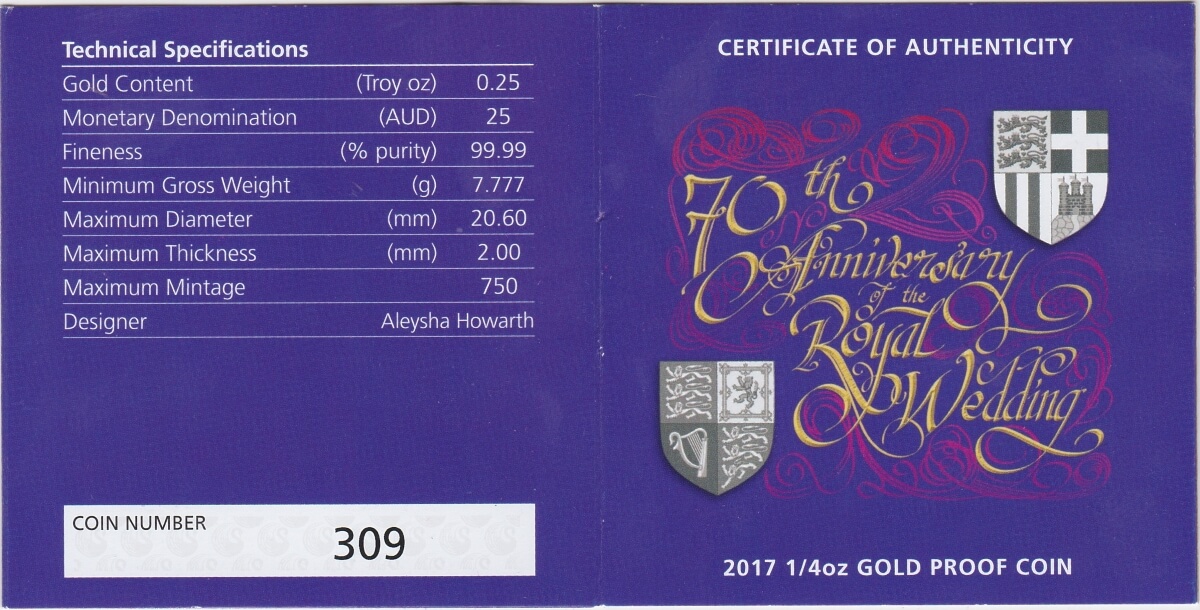 Technical Specifications
Gold Content (Troy oz) 0.25
Monetary Denomination (AUD) 25
Fineness (% purity) 99.99
Minimum Gross Weight (g) 7.777
Maximum Diameter (mm) 20.60
Maximum Thickness (mm) 2.00
Maximum Mintage 750
Designer Aleysha Howarth
COIN NUMBER
309
CERTIFICATE OF AUTHENTICITY
70th
Anniversary
of the
Royal
Wedding
2017 1/4oz GOLD PROOF COIN